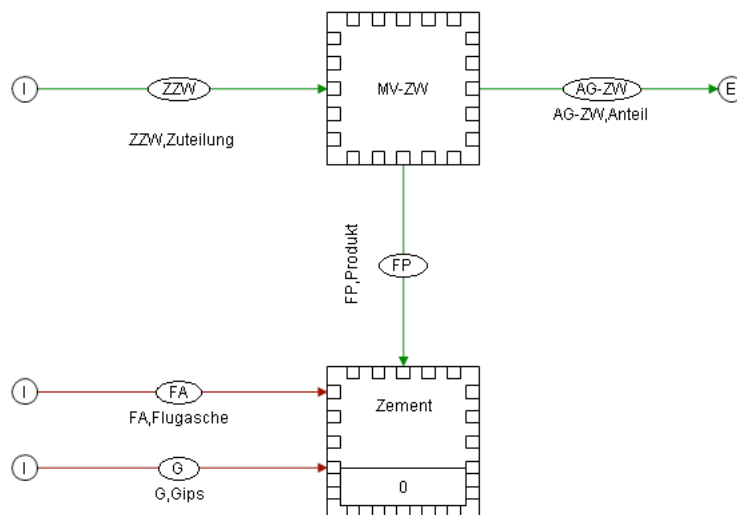 I
ZZW
MV-ZW
AG-ZW
E
ZZW,Zuteilung
AG-ZW,Anteil
FP,Produkt
FP
I
FA
Zement
FA,Flugasche
I
G
0
G,Gips